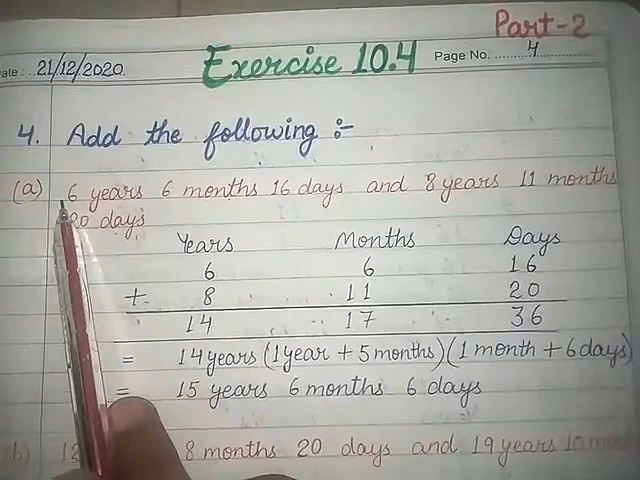 Part-2
ate : ..21/12/2020. Exercise 10.4 Page No. ..........4
4. Add the following :-
(a) 6 years 6 months 16 days and 8 years 11 months
20 days
Years Months Days
6 6 16
+ 8 11 20
14 17 36
= 14 years (1 year + 5 months) (1 month + 6 days)
= 15 years 6 months 6 days
(b) 8 months 20 days and 19 years 10